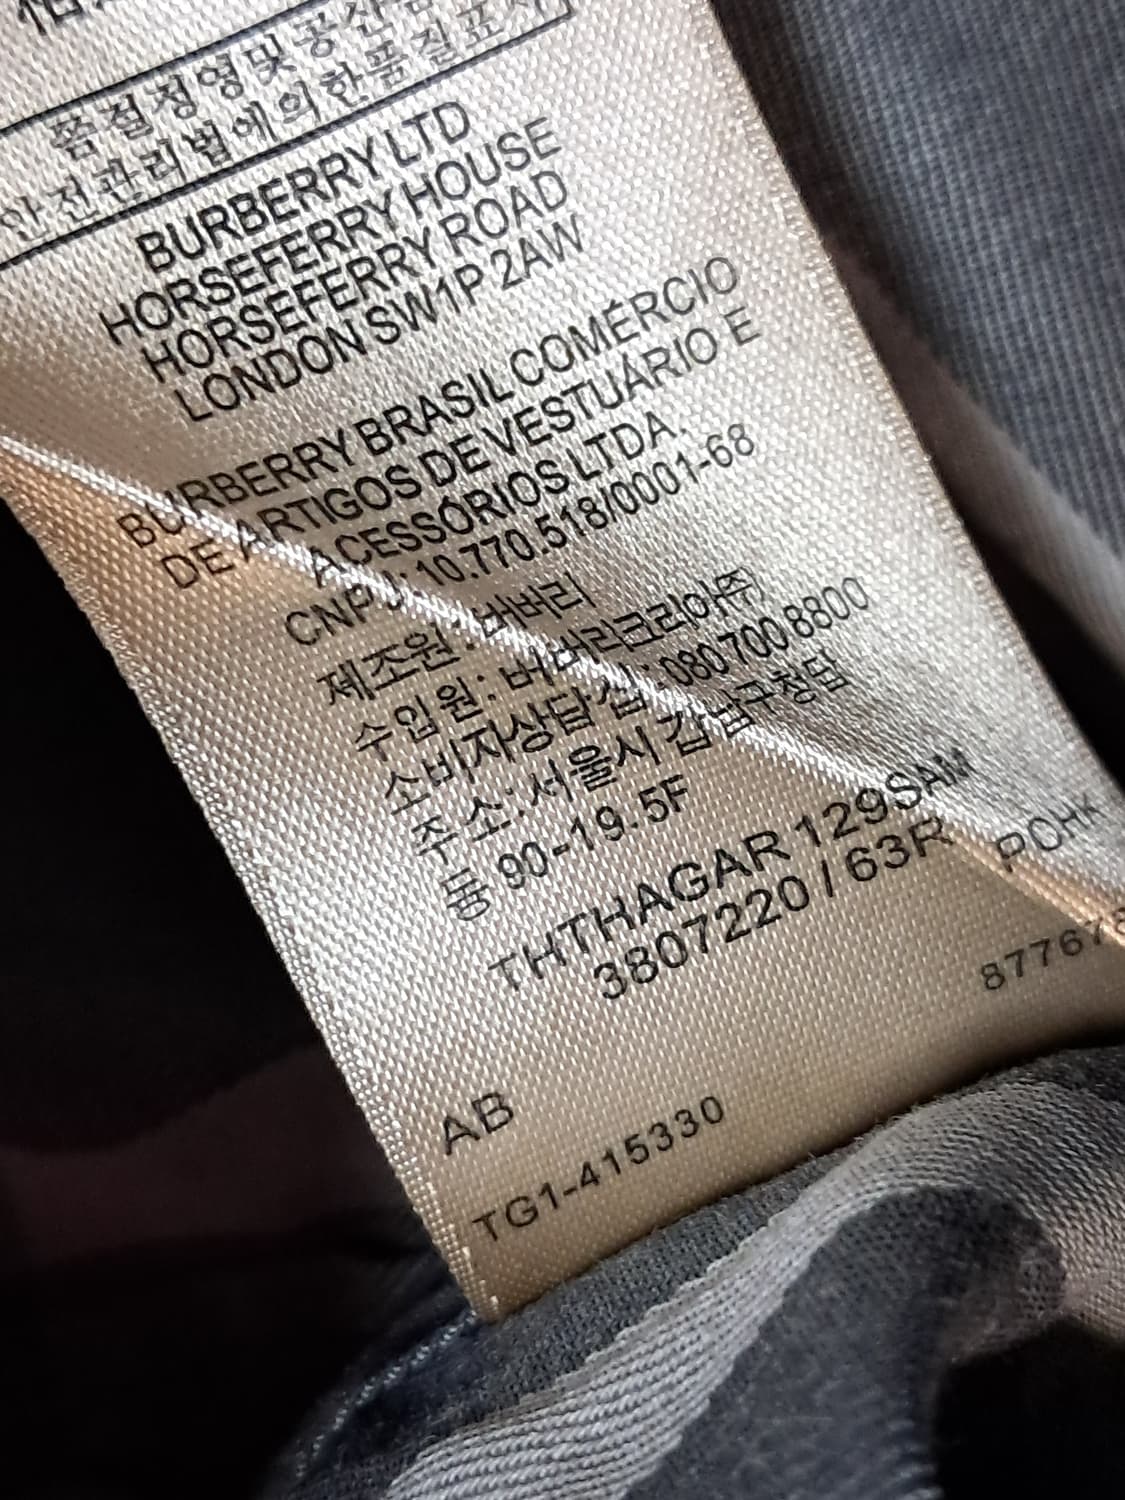 품질경영및공산품
안전관리법에의한품질표시
BURBERRY LTD
HORSEFERRY HOUSE
HORSEFERRY ROAD
LONDON SW1P 2AW
BURBERRY BRASIL COMÉRCIO
DE ARTIGOS DE VESTUÁRIO E
ACESSÓRIOS LTDA.
CNPJ: 10.770.518/0001-68
제조원: 버버리
수입원: 버버리코리아(주)
소비자상담실:080 700 8800
주소:서울시 강남구청담
동 90-19.5F
THTHAGAR 129SAM
3807220 / 63R POHK
87767
AB
TG1-415330